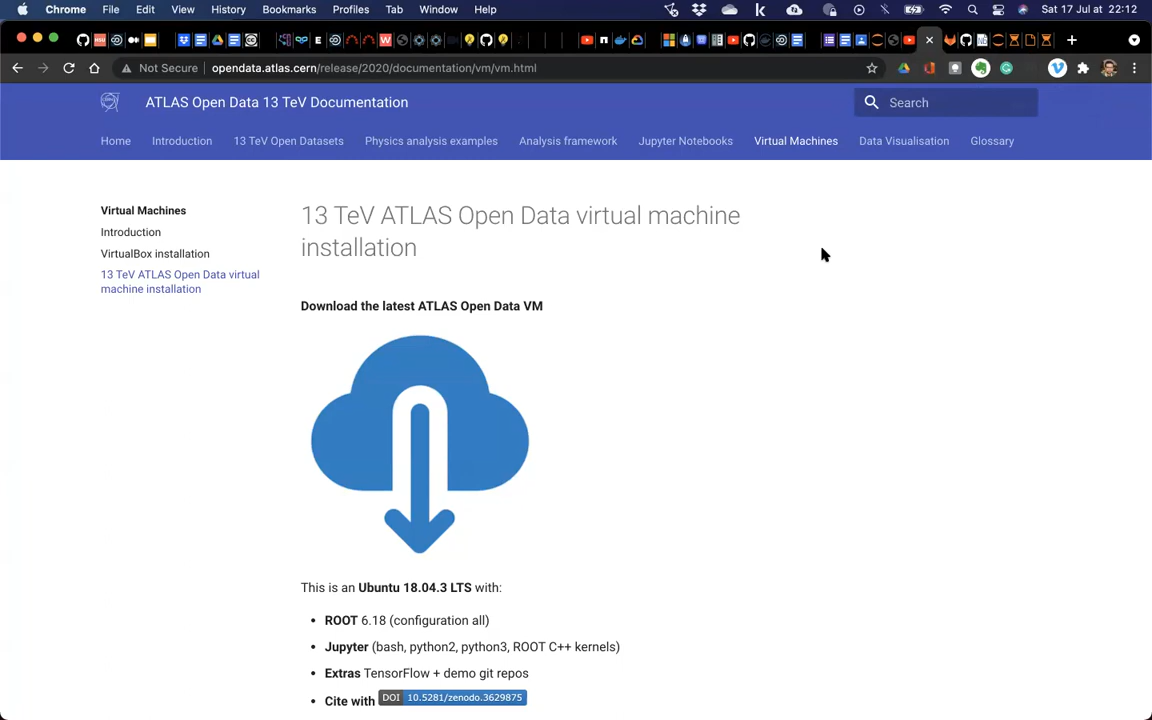 Chrome File Edit View History Bookmarks Profiles Tab Window Help Sat 17 Jul at 22:12
Not Secure opendata.atlas.cern/release/2020/documentation/vm/vm.html
ATLAS Open Data 13 TeV Documentation Search
Home Introduction 13 TeV Open Datasets Physics analysis examples Analysis framework Jupyter Notebooks Virtual Machines Data Visualisation Glossary
Virtual Machines
Introduction
VirtualBox installation
13 TeV ATLAS Open Data virtual
machine installation
13 TeV ATLAS Open Data virtual machine
installation
Download the latest ATLAS Open Data VM
This is an Ubuntu 18.04.3 LTS with:
• ROOT 6.18 (configuration all)
• Jupyter (bash, python2, python3, ROOT C++ kernels)
• Extras TensorFlow + demo git repos
• Cite with DOI 10.5281/zenodo.3629875